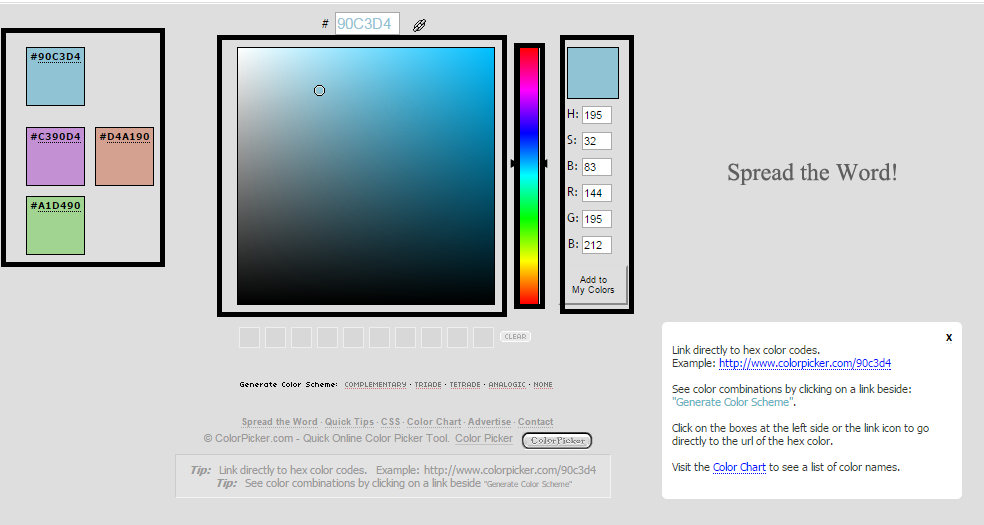 # 90C3D4
#90C3D4
#C390D4 #D4A190
#A1D490
H: 195
S: 32
B: 83
R: 144
G: 195
B: 212
Add to
My Colors
Spread the Word!
CLEAR
Generate Color Scheme: COMPLEMENTARY · TRIADE · TETRADE · ANALOGIC · NONE
Spread the Word · Quick Tips · CSS · Color Chart · Advertise · Contact
© ColorPicker.com - Quick Online Color Picker Tool. Color Picker ColorPicker
Tip: Link directly to hex color codes. Example: http://www.colorpicker.com/90c3d4
Tip: See color combinations by clicking on a link beside "Generate Color Scheme"
x
Link directly to hex color codes.
Example: http://www.colorpicker.com/90c3d4
See color combinations by clicking on a link beside:
"Generate Color Scheme".
Click on the boxes at the left side or the link icon to go
directly to the url of the hex color.
Visit the Color Chart to see a list of color names.